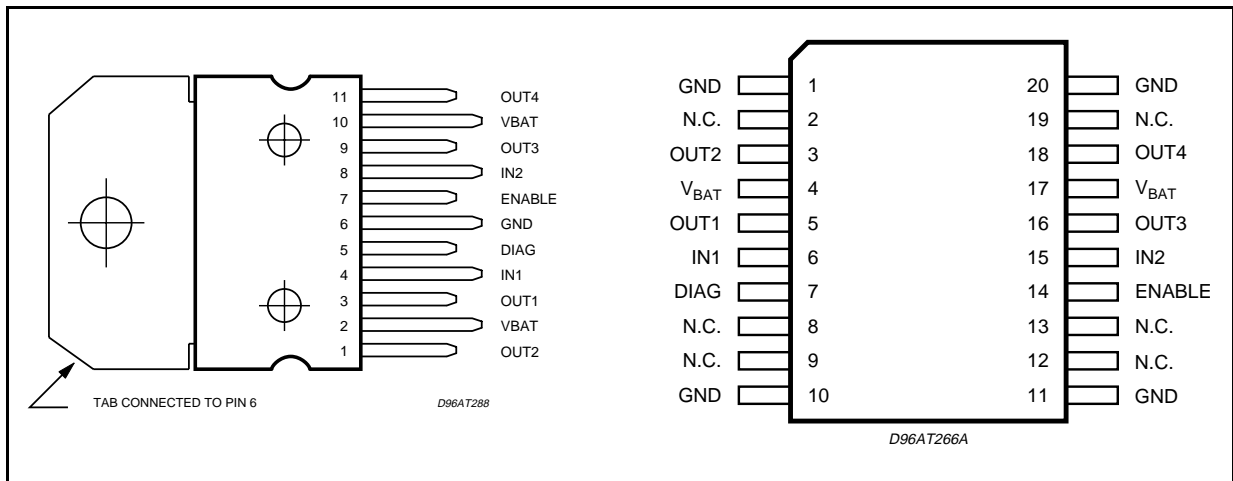 11 OUT4
10 VBAT
9 OUT3
8 IN2
7 ENABLE
6 GND
5 DIAG
4 IN1
3 OUT1
2 VBAT
1 OUT2
TAB CONNECTED TO PIN 6
D96AT288
GND 1 20 GND
N.C. 2 19 N.C.
OUT2 3 18 OUT4
VBAT 4 17 VBAT
OUT1 5 16 OUT3
IN1 6 15 IN2
DIAG 7 14 ENABLE
N.C. 8 13 N.C.
N.C. 9 12 N.C.
GND 10 11 GND
D96AT266A